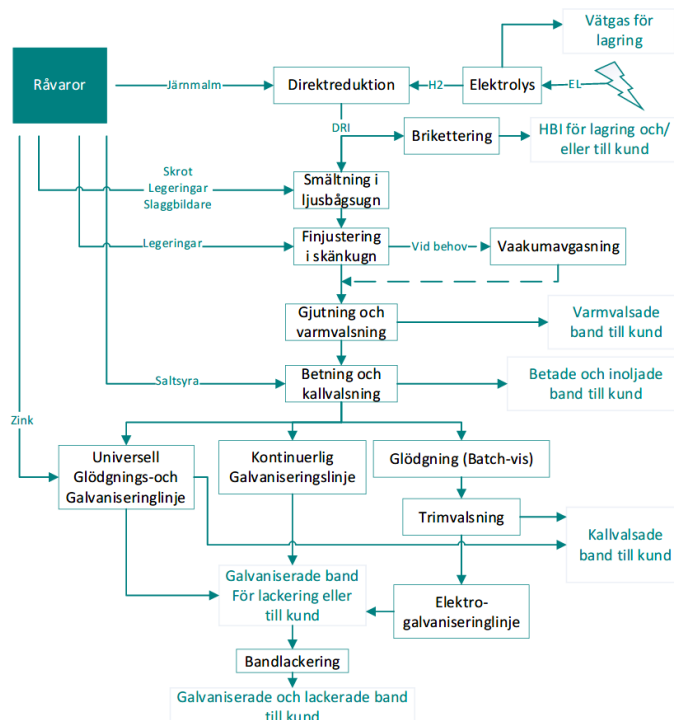 Vätgas för
lagring
Råvaror
Järnmalm
Direktreduktion
H2
Elektrolys
EL
DRI
Brikettering
HBI för lagring och/
eller till kund
Skrot
Legeringar
Slaggbildare
Smältning i
ljusbågsugn
Legeringar
Finjustering
i skänkugn
Vid behov
Vaakumavgasning
Gjutning och
varmvalsning
Varmvalsade
band till kund
Saltsyra
Betning och
kallvalsning
Betade och inoljade
band till kund
Zink
Universell
Glödgnings-och
Galvaniseringlinje
Kontinuerlig
Galvaniseringslinje
Glödgning (Batch-vis)
Trimvalsning
Kallvalsade
band till kund
Galvaniserade band
För lackering eller
till kund
Elektro-
galvaniseringlinje
Bandlackering
Galvaniserade och lackerade band
till kund